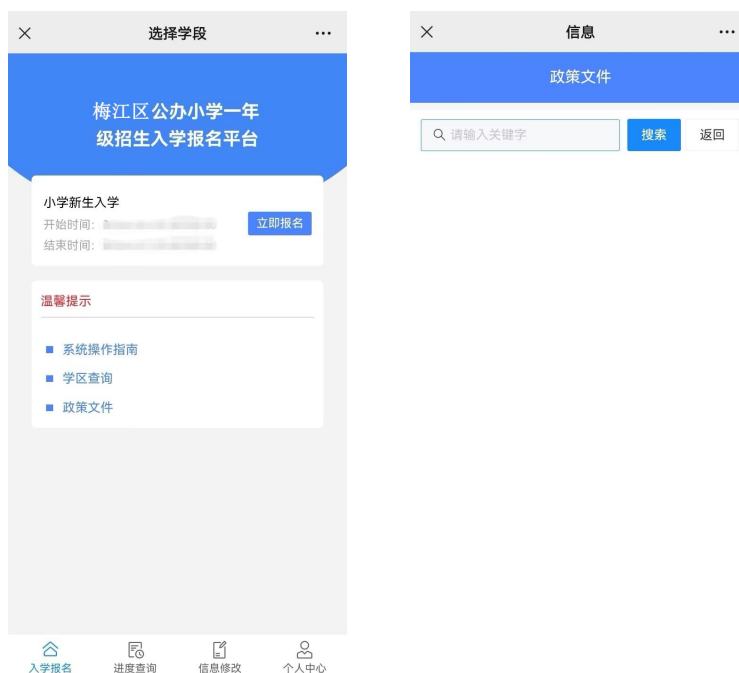 选择学段
梅江区公办小学一年
级招生入学报名平台
小学新生入学
开始时间:
立即报名
结束时间:
温馨提示
系统操作指南
学区查询
政策文件
入学报名
进度查询
信息修改
个人中心
信息
政策文件
请输入关键字
搜索
返回